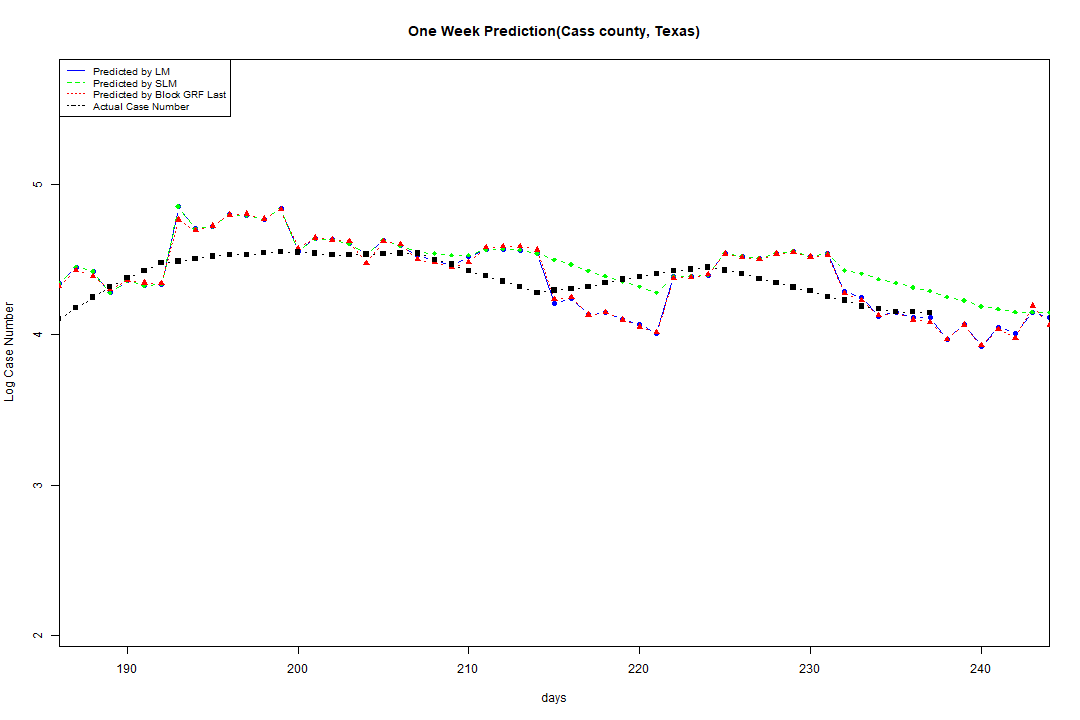 One Week Prediction(Cass county, Texas)
Predicted by LM
Predicted by SLM
Predicted by Block GRF Last
Actual Case Number
5
4
3
2
Log Case Number
190 200 210 220 230 240
days